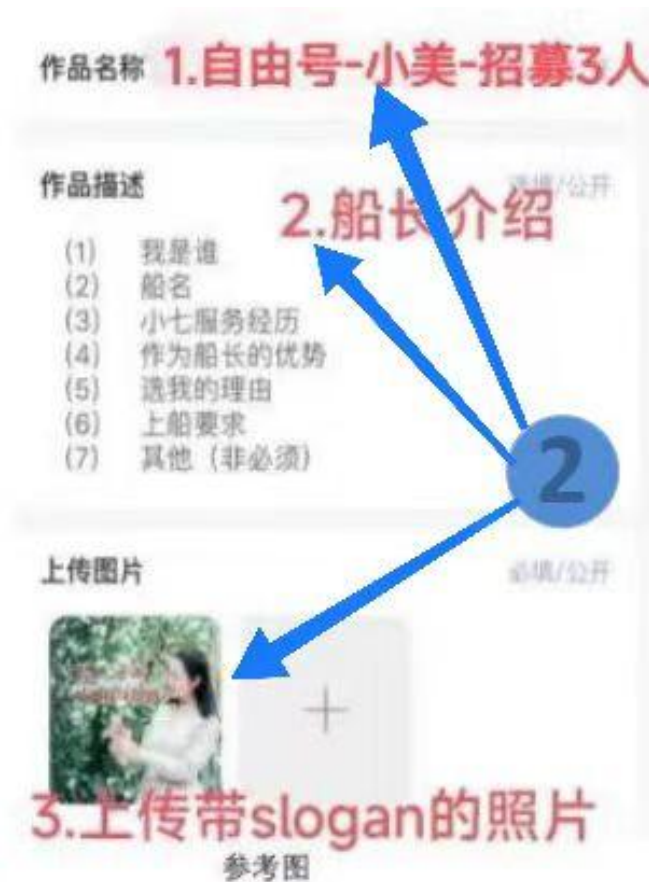 作品名称 1.自由号-小美-招募3人
作品描述
2.船长介绍
(1) 我是谁
(2) 船名
(3) 小七服务经历
(4) 作为船长的优势
(5) 选我的理由
(6) 上船要求
(7) 其他（非必须）
2
上传图片 必填/公开
3.上传带slogan的照片
参考图